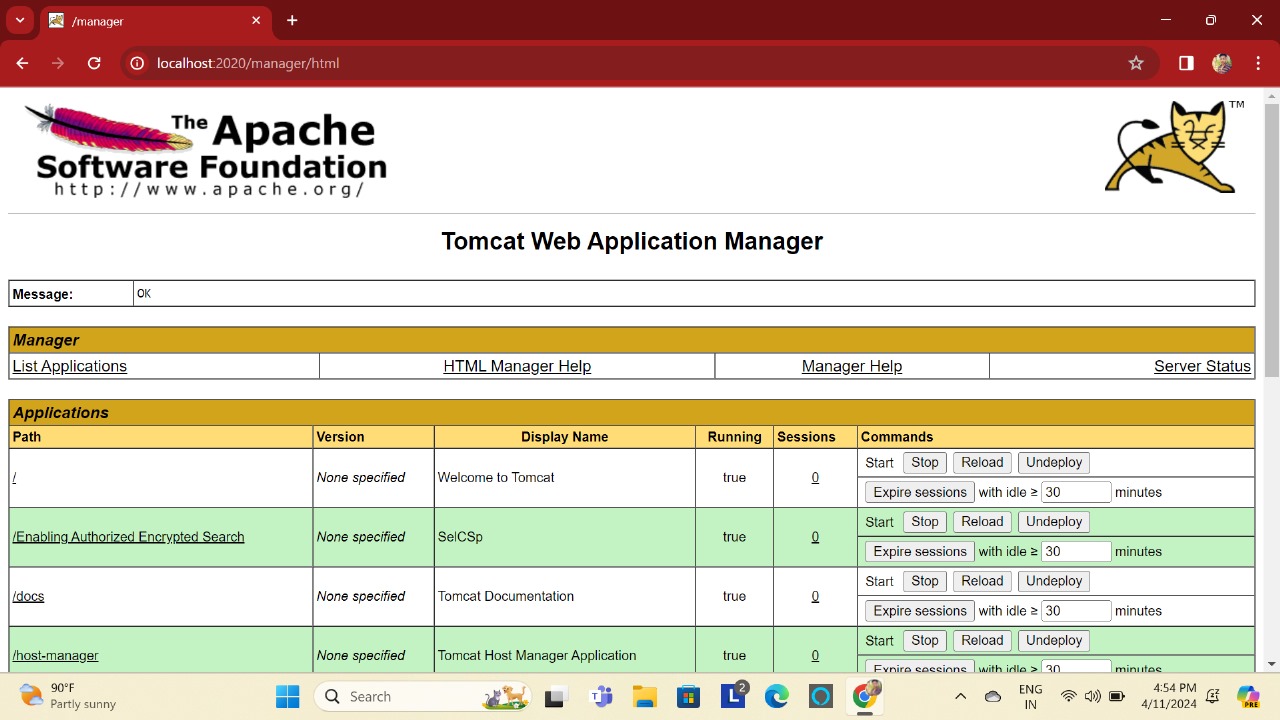 /manager
localhost:2020/manager/html
The Apache
Software Foundation
http://www.apache.org/
TM
Tomcat Web Application Manager
Message: OK
Manager
List Applications HTML Manager Help Manager Help Server Status
Applications
Path Version Display Name Running Sessions Commands
/ None specified Welcome to Tomcat true 0 Start Stop Reload Undeploy
Expire sessions with idle ≥ 30 minutes
/Enabling Authorized Encrypted Search None specified SelCSp true 0 Start Stop Reload Undeploy
Expire sessions with idle ≥ 30 minutes
/docs None specified Tomcat Documentation true 0 Start Stop Reload Undeploy
Expire sessions with idle ≥ 30 minutes
/host-manager None specified Tomcat Host Manager Application true 0 Start Stop Reload Undeploy
Expire sessions with idle ≥ 30 minutes
90°F
Partly sunny
Search
L
2
PRE
ENG
IN
4:54 PM
4/11/2024